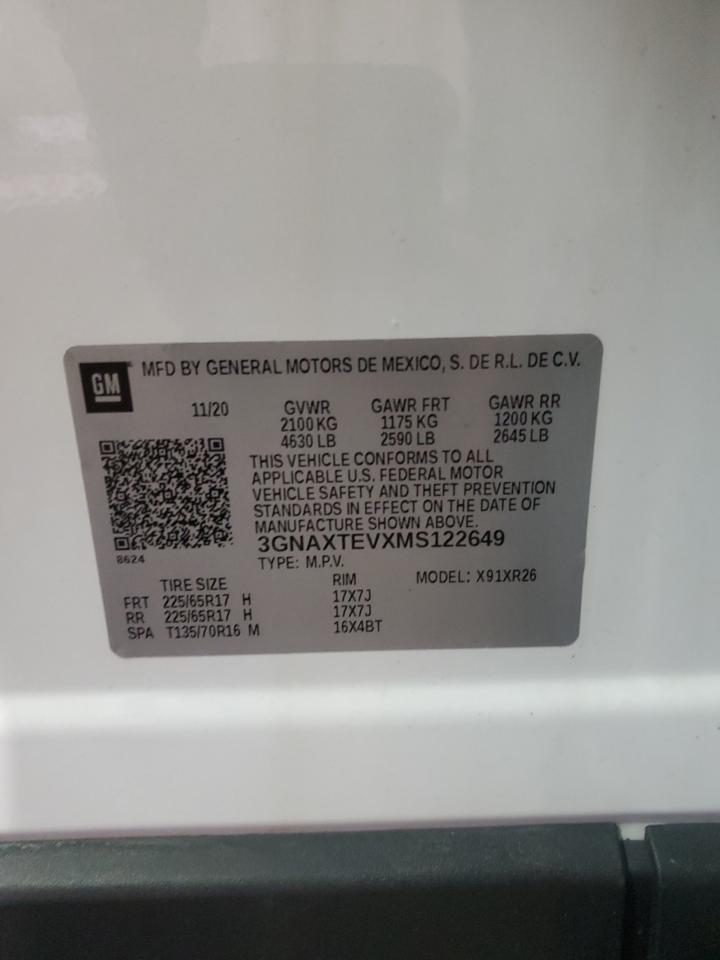 GM
MFD BY GENERAL MOTORS DE MEXICO, S. DE R.L. DE C.V.
11/20 GVWR GAWR FRT GAWR RR
2100 KG 1175 KG 1200 KG
4630 LB 2590 LB 2645 LB
THIS VEHICLE CONFORMS TO ALL
APPLICABLE U.S. FEDERAL MOTOR
VEHICLE SAFETY AND THEFT PREVENTION
STANDARDS IN EFFECT ON THE DATE OF
MANUFACTURE SHOWN ABOVE.
3GNAXTEVXMS122649
8624
TYPE: M.P.V.
TIRE SIZE RIM MODEL: X91XR26
FRT 225/65R17 H 17X7J
RR 225/65R17 H 17X7J
SPA T135/70R16 M 16X4BT